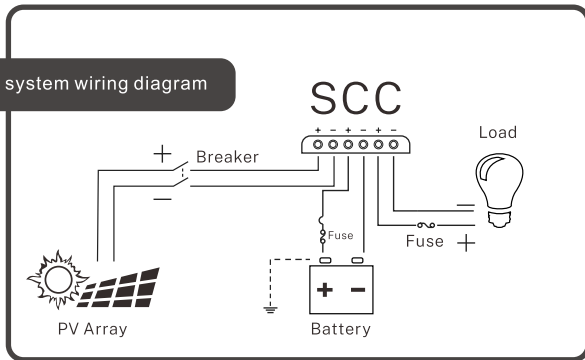 system wiring diagram
SCC
+ - + - + -
Load
+ Breaker
-
Fuse
-
Fuse +
+ -
PV Array
Battery